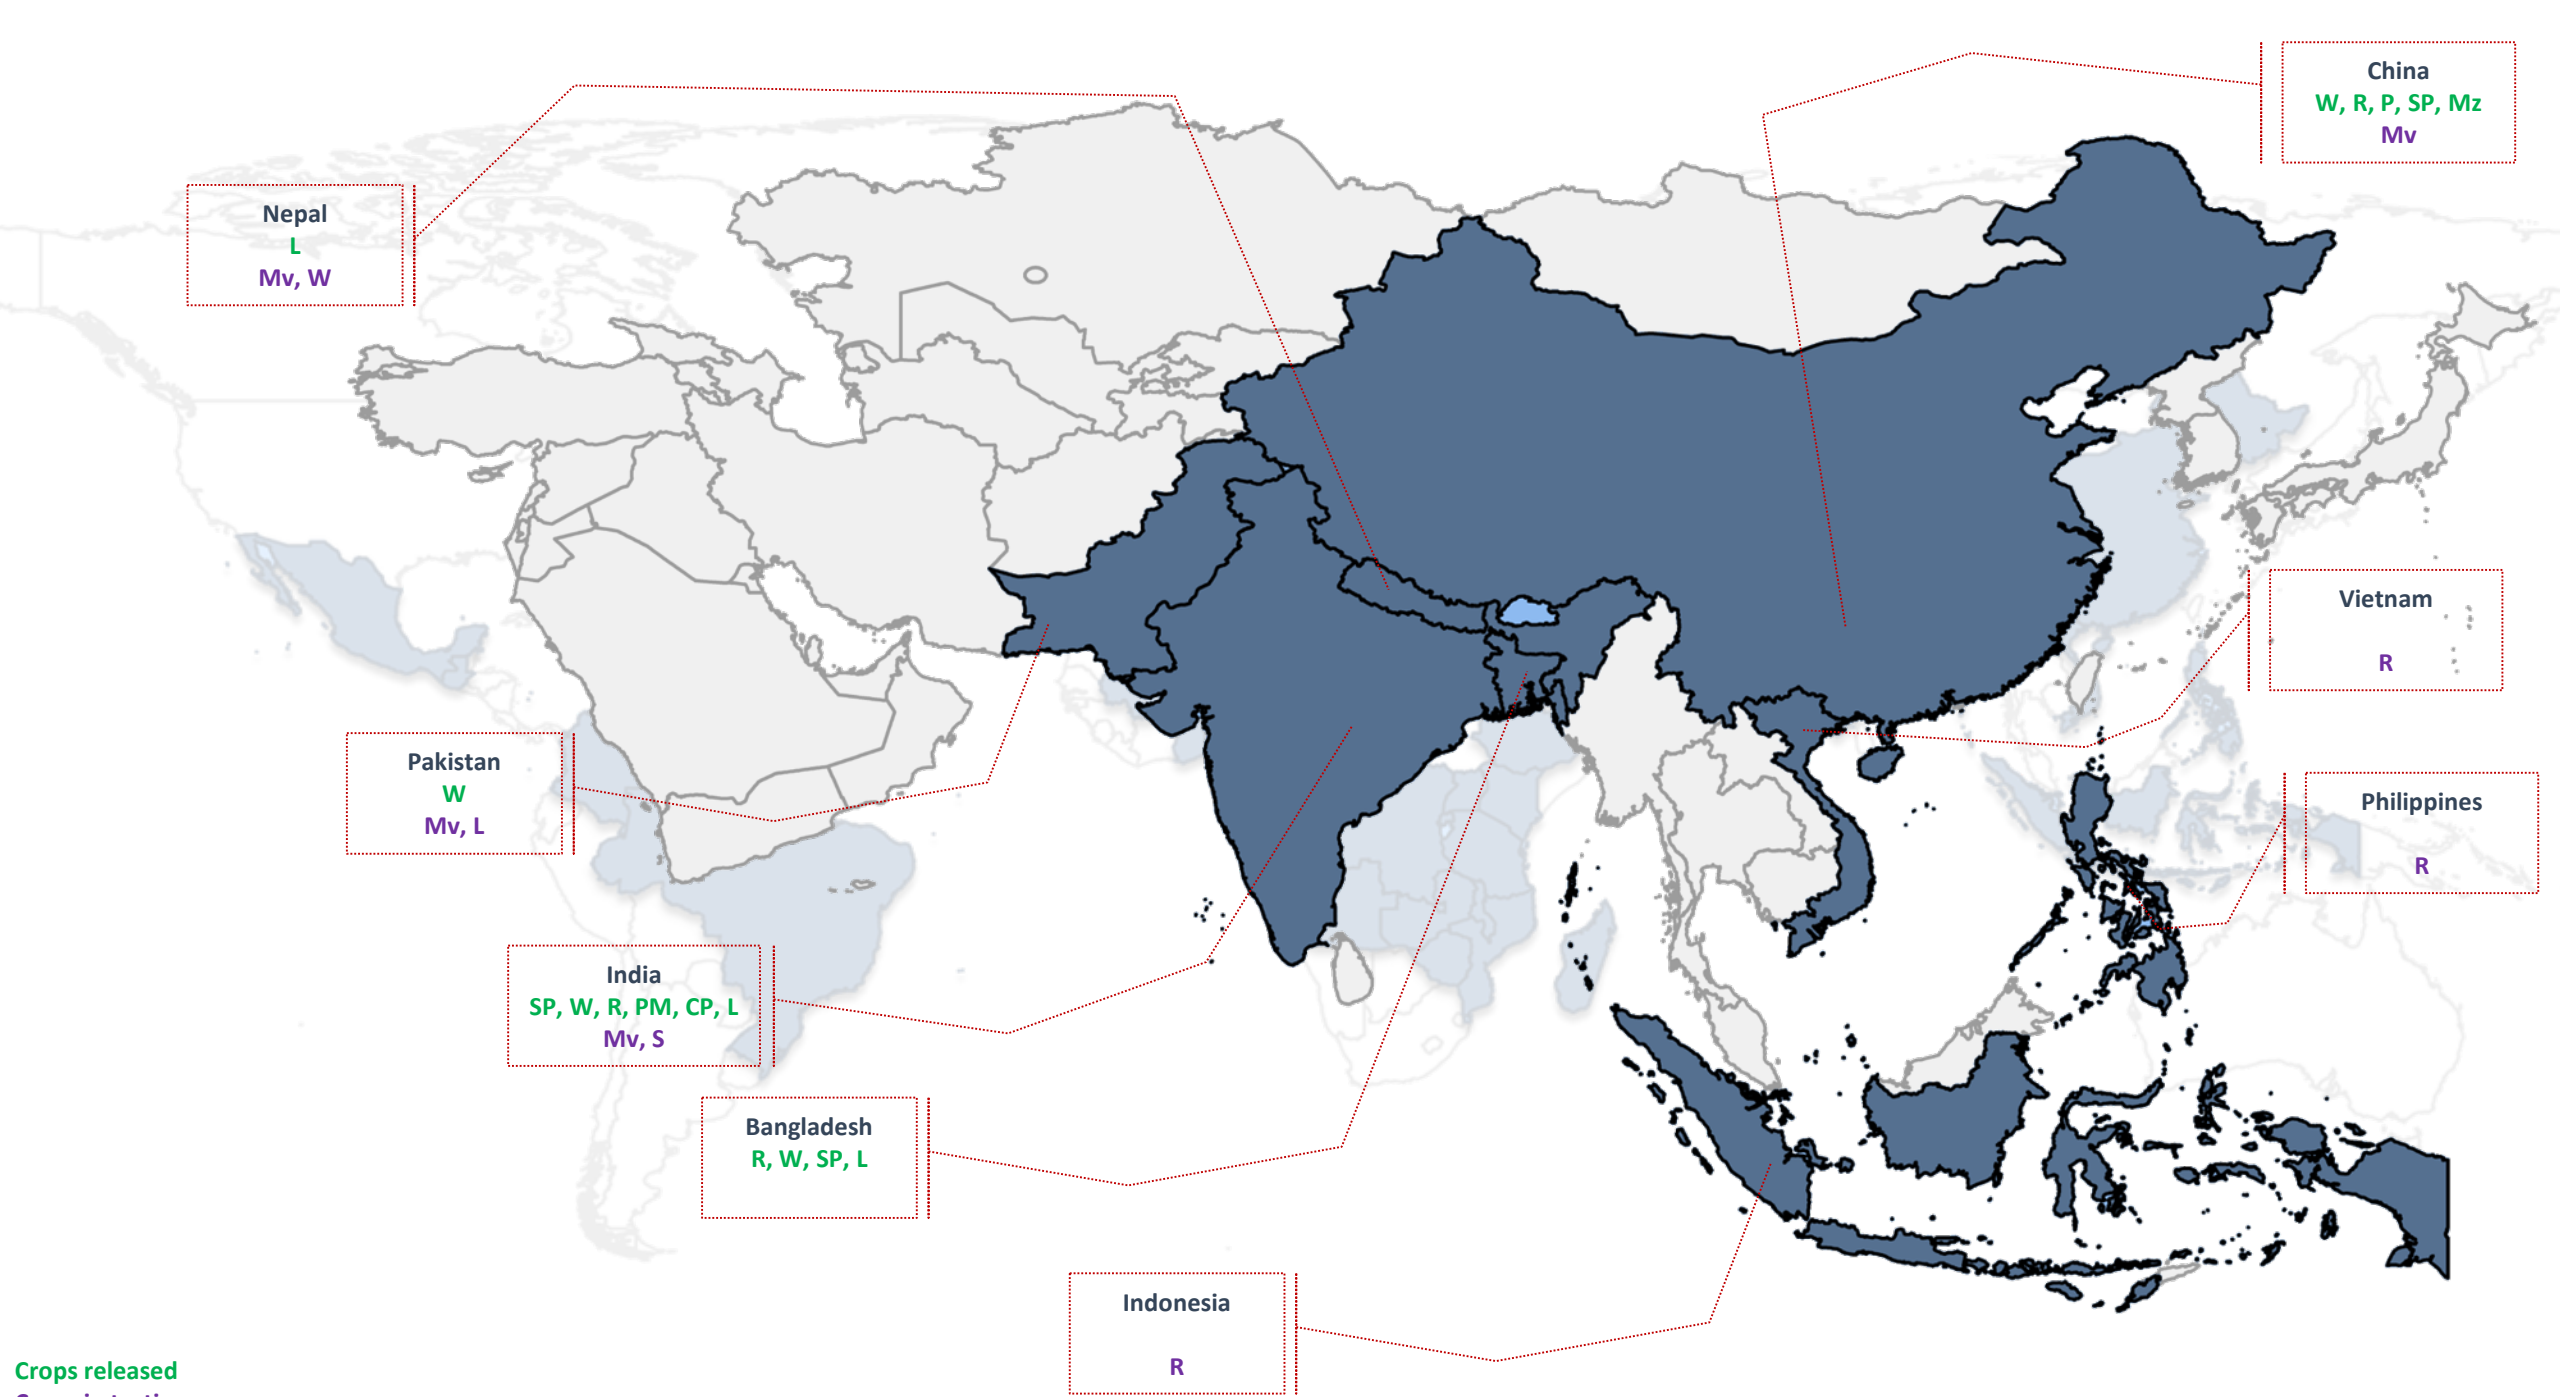 China
W, R, P, SP, Mz
Mv
Nepal
L
Mv, W
Vietnam
R
Pakistan
W
Mv, L
Philippines
R
India
SP, W, R, PM, CP, L
Mv, S
Bangladesh
R, W, SP, L
Indonesia
R
Crops released